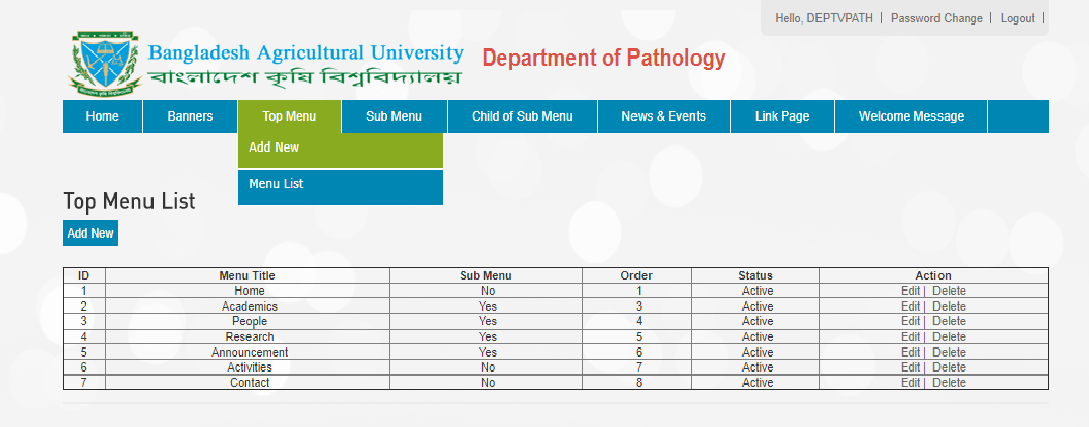 Hello, DEPTVPATH | Password Change | Logout |
Bangladesh Agricultural University
বাংলাদেশ কৃষি বিশ্ববিদ্যালয়
Department of Pathology
Home Banners Top Menu Sub Menu Child of Sub Menu News & Events Link Page Welcome Message
Add New
Menu List
Top Menu List
Add New
ID Menu Title Sub Menu Order Status Action
1 Home No 1 Active Edit | Delete
2 Academics Yes 3 Active Edit | Delete
3 People Yes 4 Active Edit | Delete
4 Research Yes 5 Active Edit | Delete
5 Announcement Yes 6 Active Edit | Delete
6 Activities No 7 Active Edit | Delete
7 Contact No 8 Active Edit | Delete